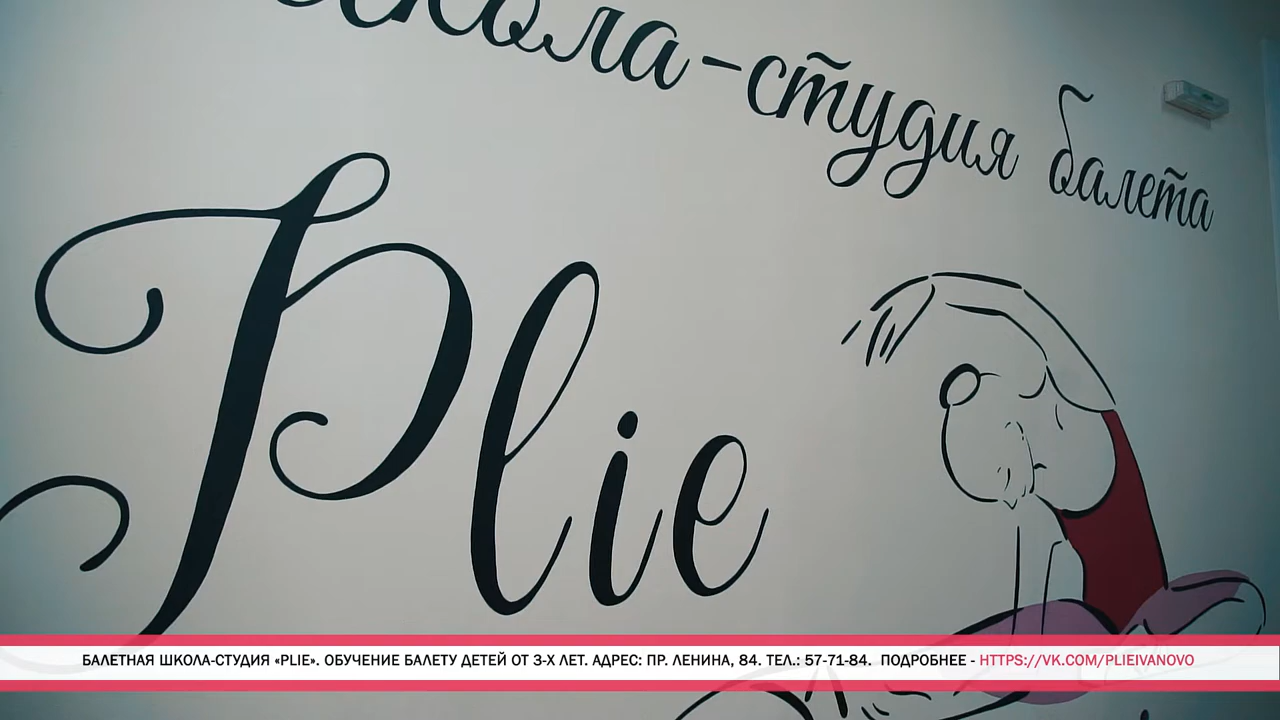 школа-студия балета
Plie
БАЛЕТНАЯ ШКОЛА-СТУДИЯ «PLIE». ОБУЧЕНИЕ БАЛЕТУ ДЕТЕЙ ОТ 3-Х ЛЕТ. АДРЕС: ПР. ЛЕНИНА, 84. ТЕЛ.: 57-71-84. ПОДРОБНЕЕ - HTTPS://VK.COM/PLIEIVANOVO